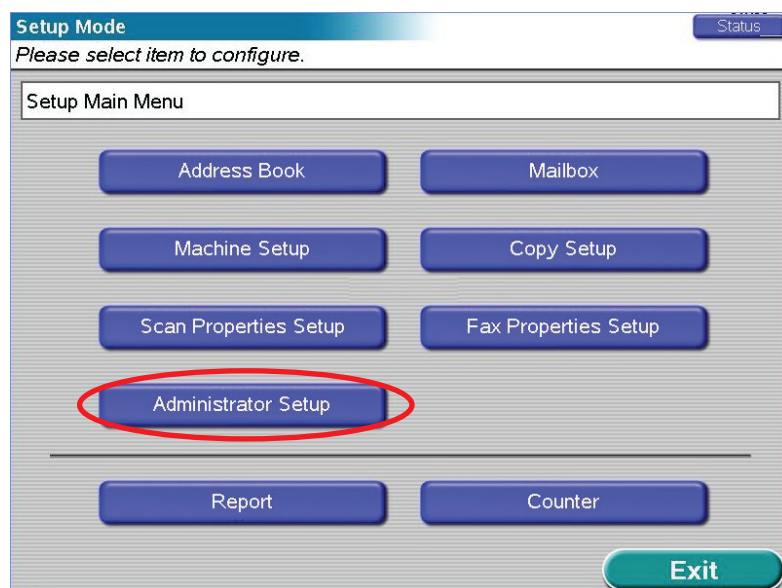 Setup Mode
Status
Please select item to configure.
Setup Main Menu
Address Book
Mailbox
Machine Setup
Copy Setup
Scan Properties Setup
Fax Properties Setup
Administrator Setup
Report
Counter
Exit